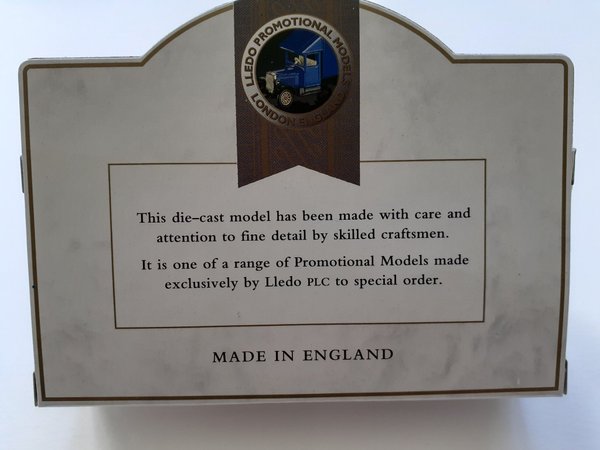 LLEDO PROMOTIONAL MODELS
LONDON ENGLAND
This die–cast model has been made with care and
attention to fine detail by skilled craftsmen.
It is one of a range of Promotional Models made
exclusively by Lledo PLC to special order.
MADE IN ENGLAND